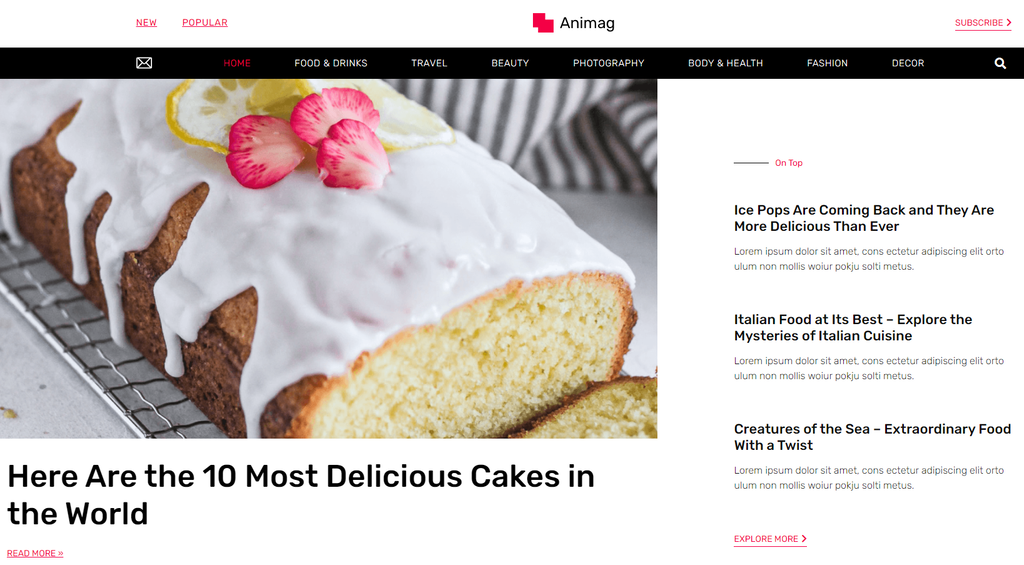 NEW POPULAR Animag SUBSCRIBE
HOME FOOD & DRINKS TRAVEL BEAUTY PHOTOGRAPHY BODY & HEALTH FASHION DECOR
On Top
Ice Pops Are Coming Back and They Are
More Delicious Than Ever
Lorem ipsum dolor sit amet, cons ectetur adipiscing elit orto
ulum non mollis woiur pokju solti metus.
Italian Food at Its Best – Explore the
Mysteries of Italian Cuisine
Lorem ipsum dolor sit amet, cons ectetur adipiscing elit orto
ulum non mollis woiur pokju solti metus.
Creatures of the Sea – Extraordinary Food
With a Twist
Lorem ipsum dolor sit amet, cons ectetur adipiscing elit orto
ulum non mollis woiur pokju solti metus.
EXPLORE MORE
Here Are the 10 Most Delicious Cakes in
the World
READ MORE »